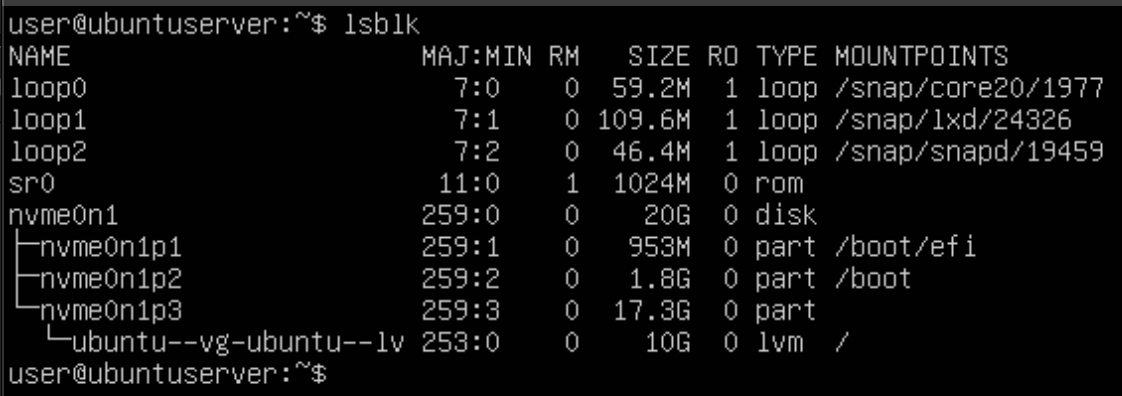 user@ubuntuserver:~$ lsblk
NAME                      MAJ:MIN RM   SIZE RO TYPE MOUNTPOINTS
loop0                       7:0    0  59.2M  1 loop /snap/core20/1977
loop1                       7:1    0 109.6M  1 loop /snap/lxd/24326
loop2                       7:2    0  46.4M  1 loop /snap/snapd/19459
sr0                        11:0    1  1024M  0 rom
nvme0n1                   259:0    0    20G  0 disk
├─nvme0n1p1               259:1    0   953M  0 part /boot/efi
├─nvme0n1p2               259:2    0   1.8G  0 part /boot
└─nvme0n1p3               259:3    0  17.3G  0 part
  └─ubuntu--vg-ubuntu--lv 253:0    0    10G  0 lvm  /
user@ubuntuserver:~$